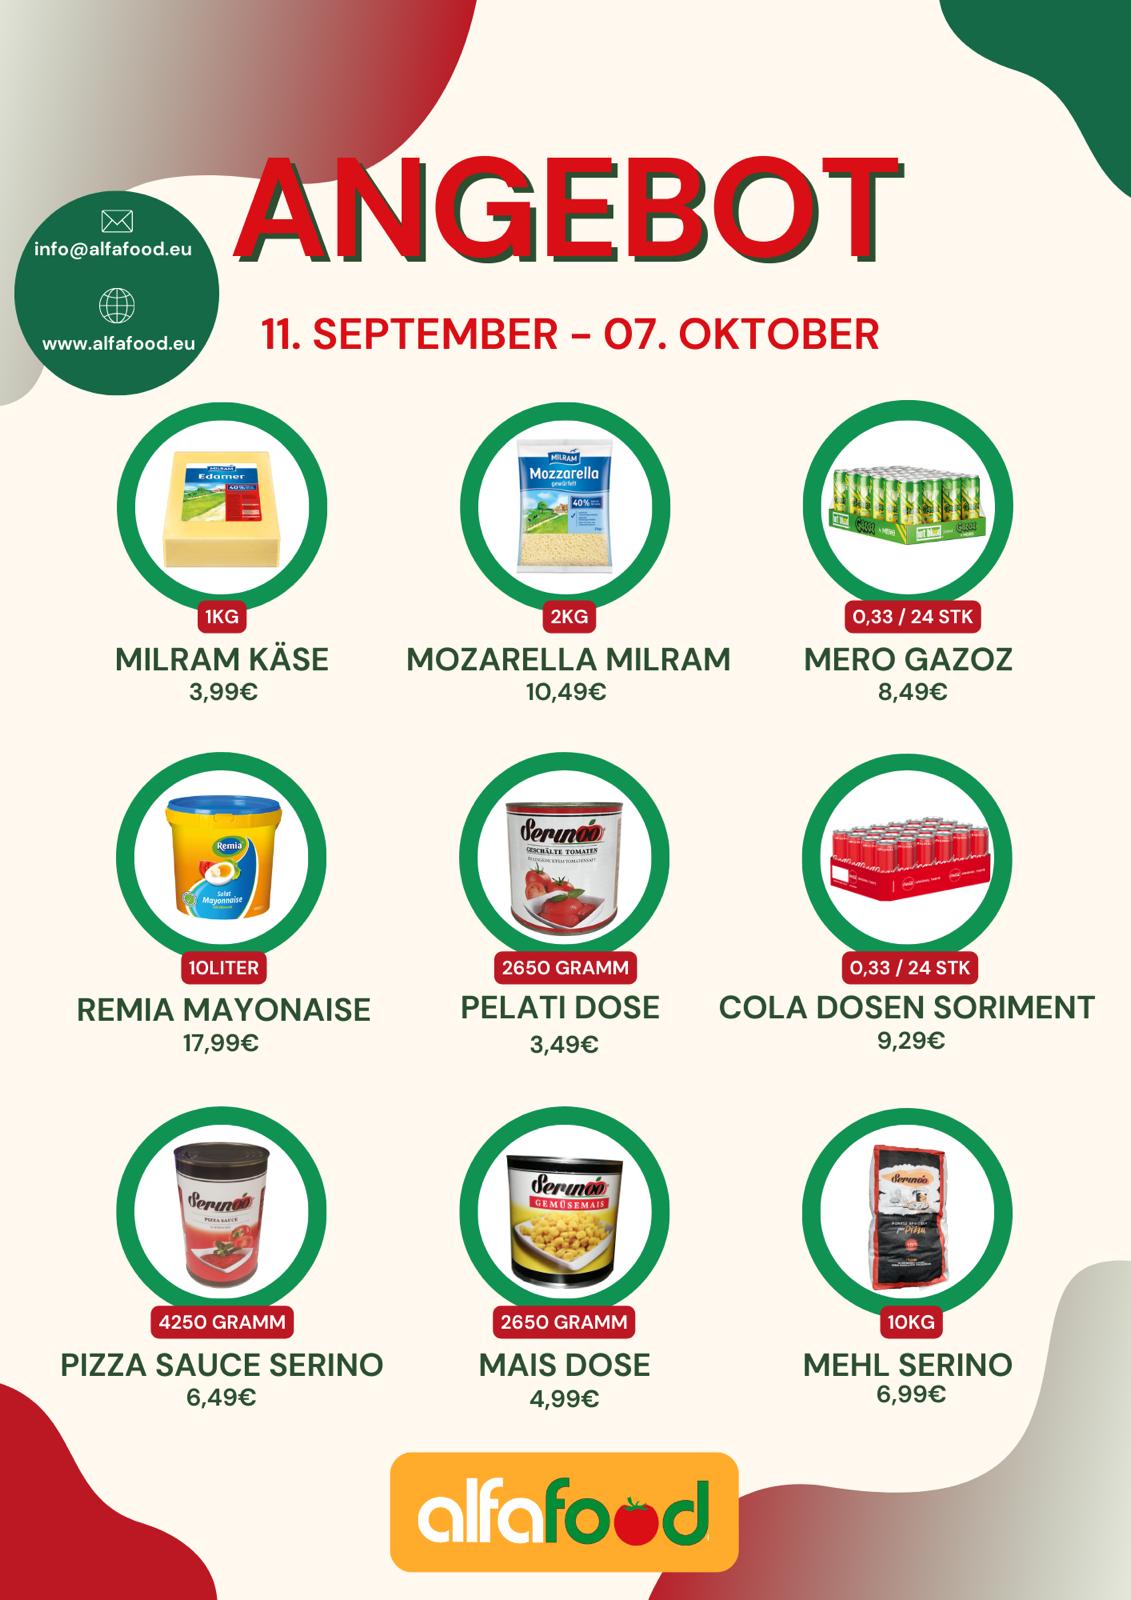 ANGEBOT
info@alfafood.eu
www.alfafood.eu
11. SEPTEMBER - 07. OKTOBER
MILRAM
Edamer
40%
1KG
MILRAM KÄSE
3,99€
MILRAM
Mozzarella
gewürfelt
40%
2KG
MOZARELLA MILRAM
10,49€
0,33 / 24 STK
MERO GAZOZ
8,49€
Remia
Salat
Mayonnaise
10LITER
REMIA MAYONAISE
17,99€
Serinoo
GESCHÄLTE TOMATEN
2650 GRAMM
PELATI DOSE
3,49€
0,33 / 24 STK
COLA DOSEN SORIMENT
9,29€
Serinoo
PIZZA SAUCE
4250 GRAMM
PIZZA SAUCE SERINO
6,49€
Serinoo
GEMÜSEMAIS
2650 GRAMM
MAIS DOSE
4,99€
Serinoo
Pizza
10KG
MEHL SERINO
6,99€
alfafood